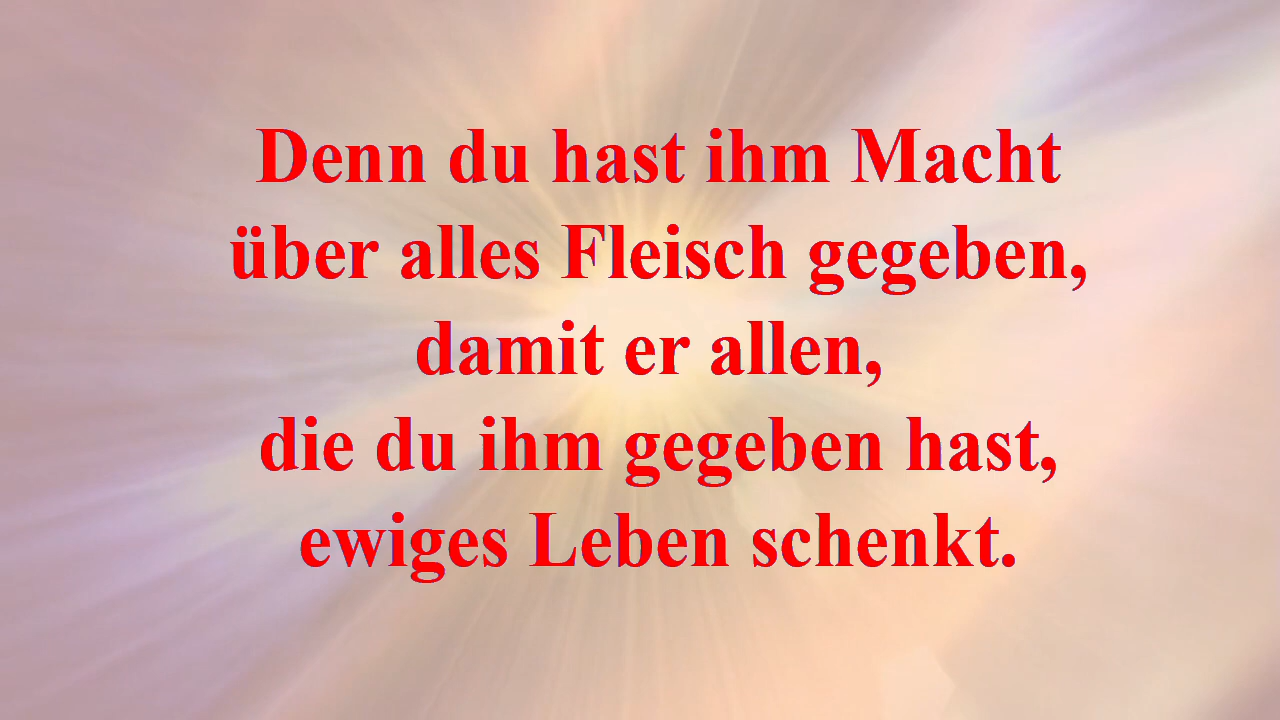 Denn du hast ihm Macht
über alles Fleisch gegeben,
damit er allen,
die du ihm gegeben hast,
ewiges Leben schenkt.